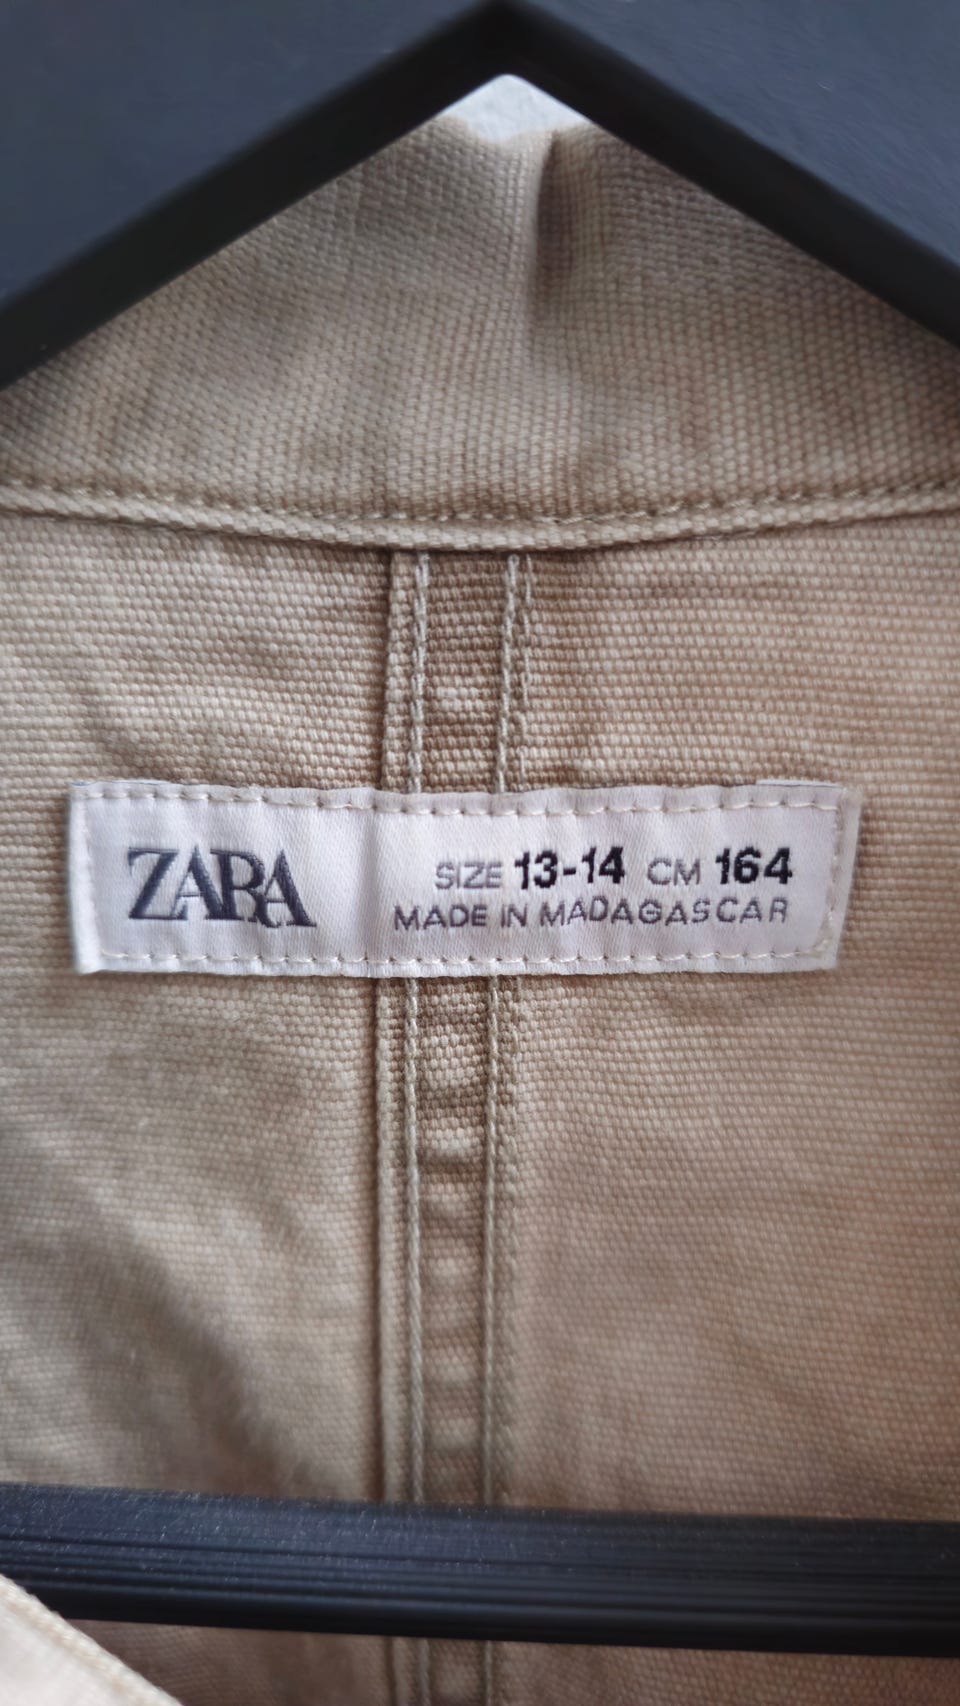 ZARA
SIZE 13-14 CM 164
MADE IN MADAGASCAR